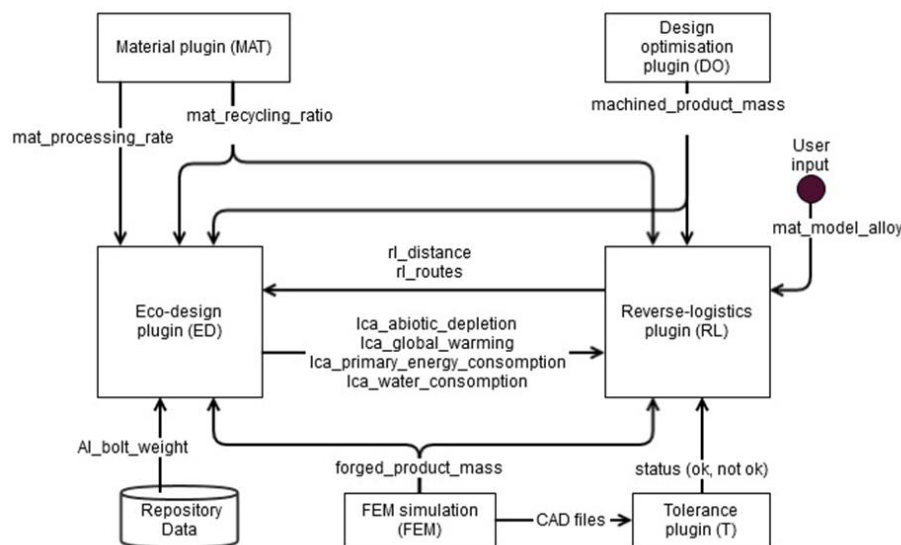 Material plugin (MAT)
Design
optimisation
plugin (DO)
mat_recycling_ratio
mat_processing_rate
machined_product_mass
User
input
mat_model_alloy
rl_distance
rl_routes
Eco-design
plugin (ED)
Reverse-logistics
plugin (RL)
lca_abiotic_depletion
lca_global_warming
lca_primary_energy_consomption
lca_water_consomption
Al_bolt_weight
forged_product_mass
status (ok, not ok)
Repository
Data
FEM simulation
(FEM)
CAD files
Tolerance
plugin (T)